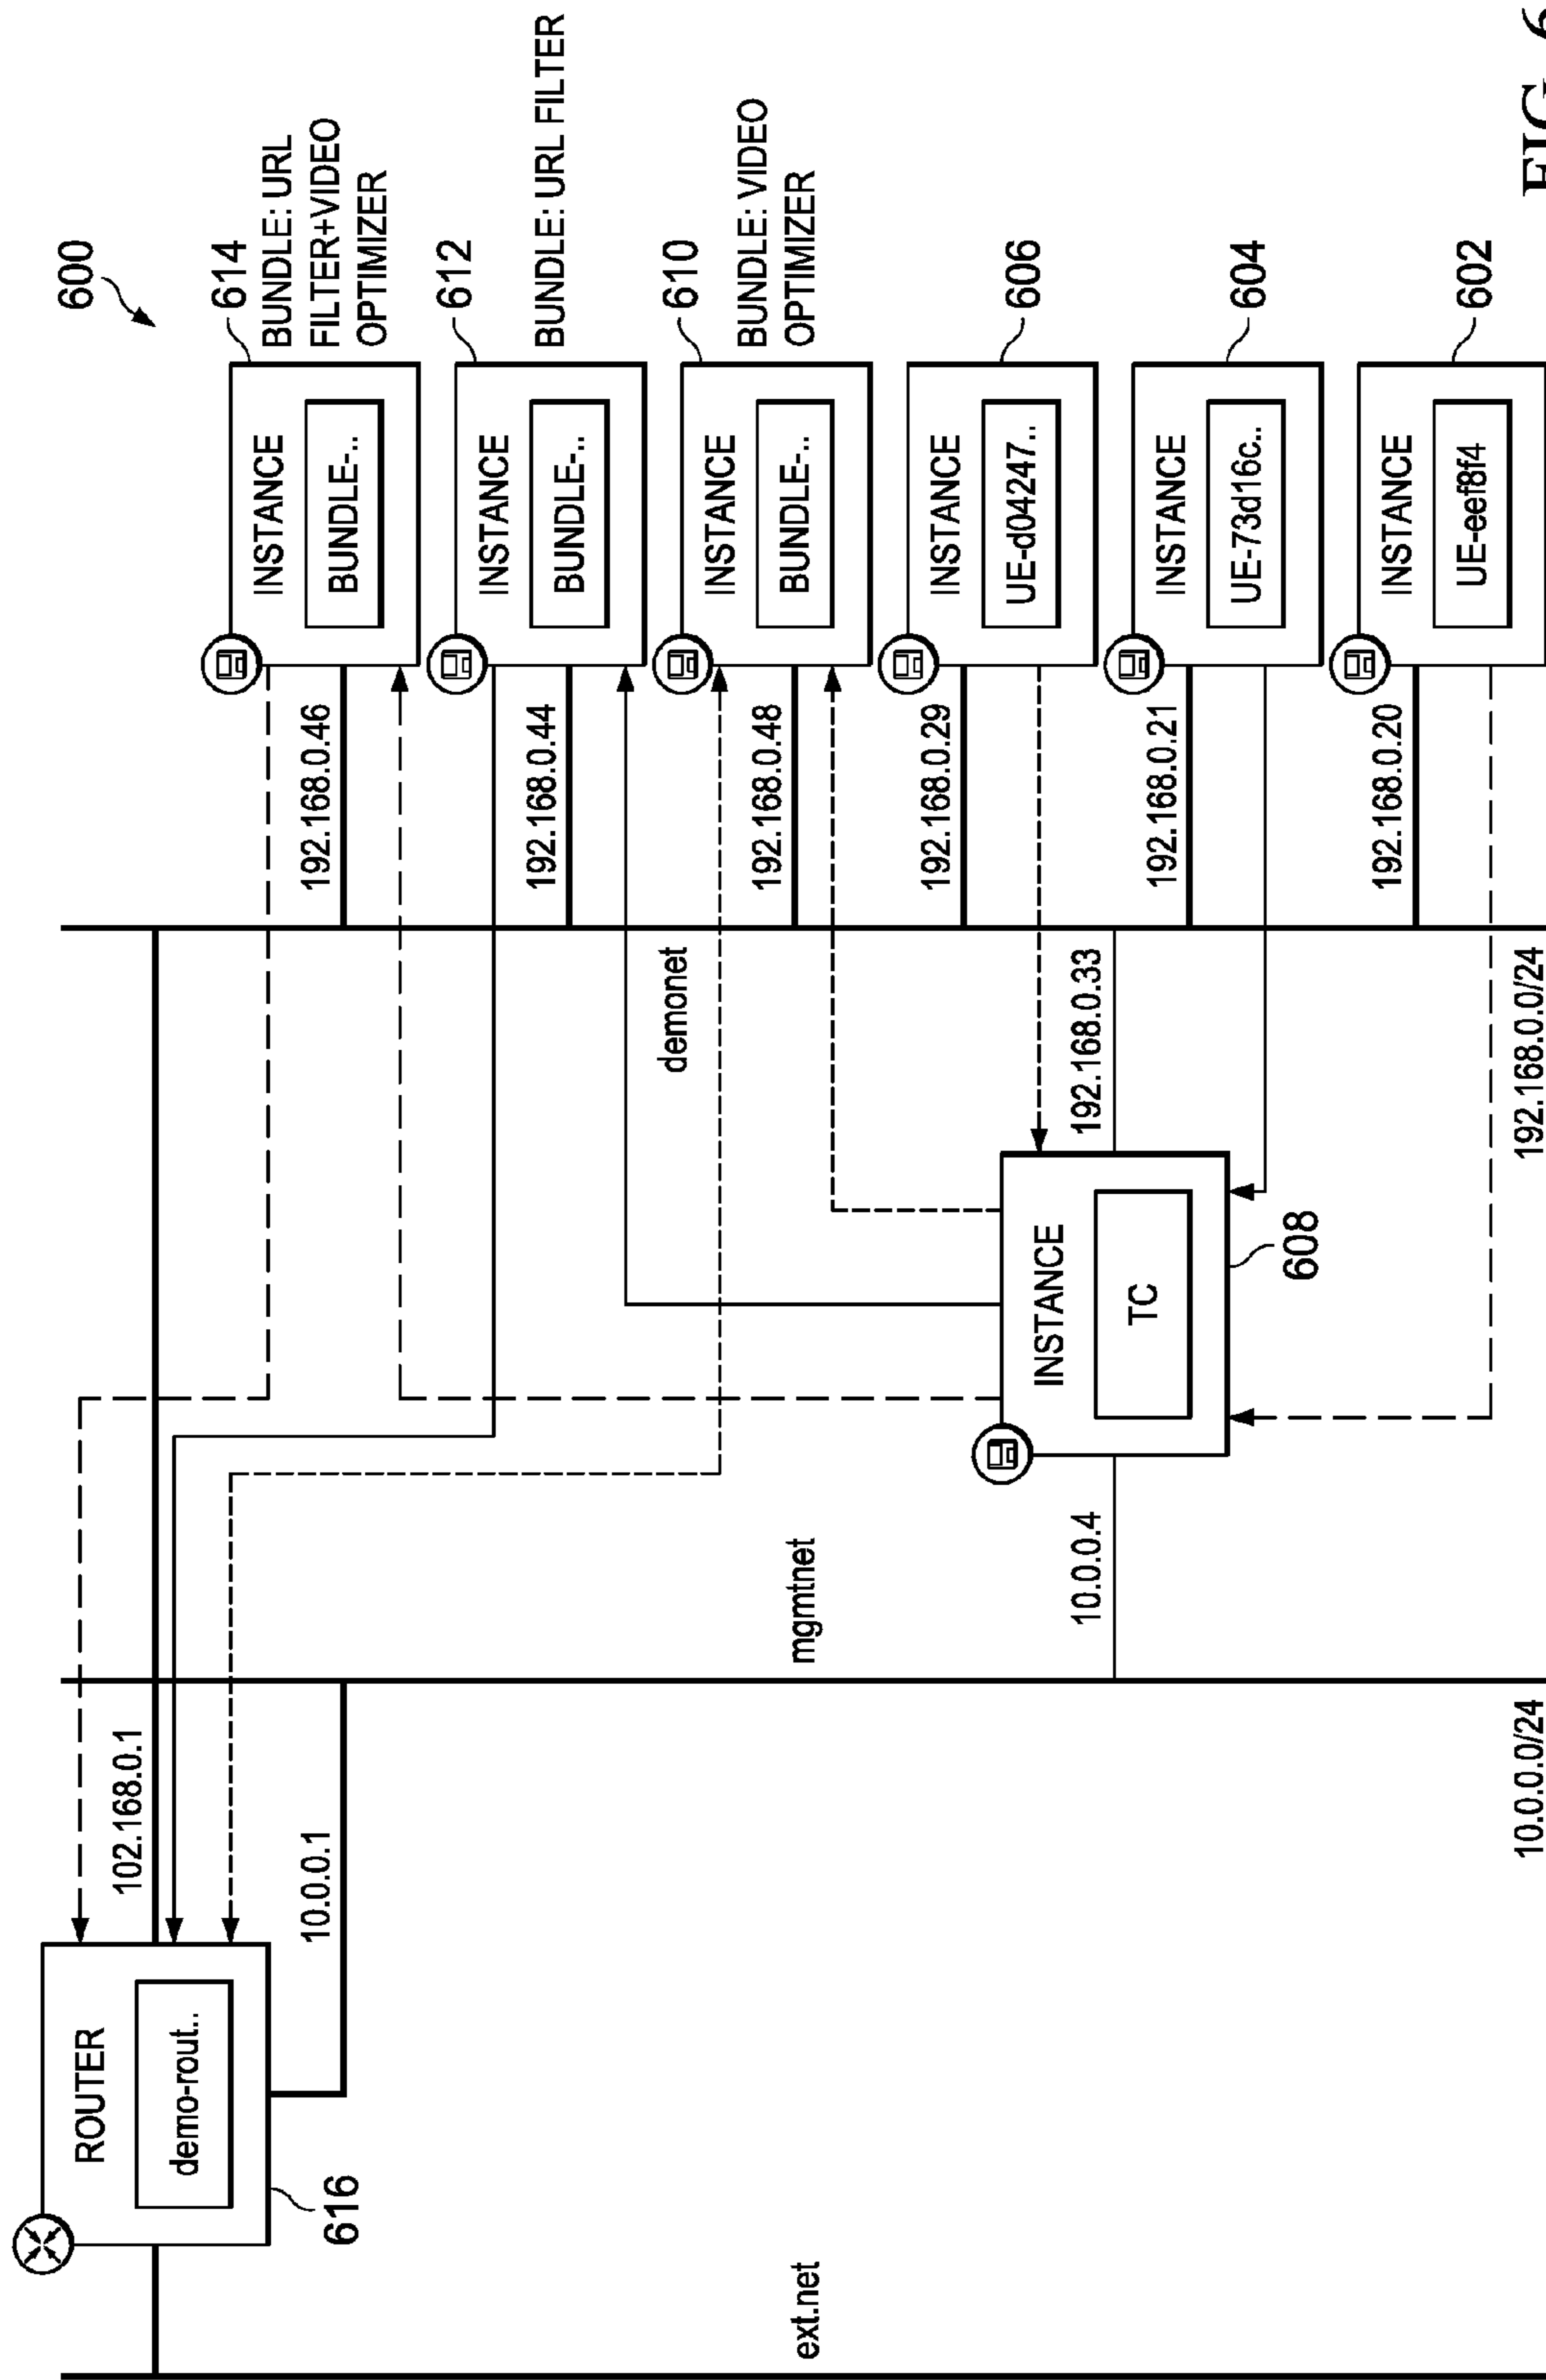 600
614
BUNDLE: URL
FILTER+VIDEO
OPTIMIZER
INSTANCE
BUNDLE-..
192.168.0.46
612
BUNDLE: URL FILTER
INSTANCE
BUNDLE-..
192.168.0.44
610
BUNDLE: VIDEO
OPTIMIZER
INSTANCE
BUNDLE-..
192.168.0.48
606
INSTANCE
UE-d04247..
192.168.0.29
604
INSTANCE
UE-73d16c..
192.168.0.21
602
INSTANCE
UE-eef8f4
192.168.0.20
demonet
192.168.0.0/24
192.168.0.33
INSTANCE
TC
608
10.0.0.4
mgmtnet
10.0.0.0/24
102.168.0.1
10.0.0.1
ROUTER
demo-rout..
616
ext.net
FIG. 6